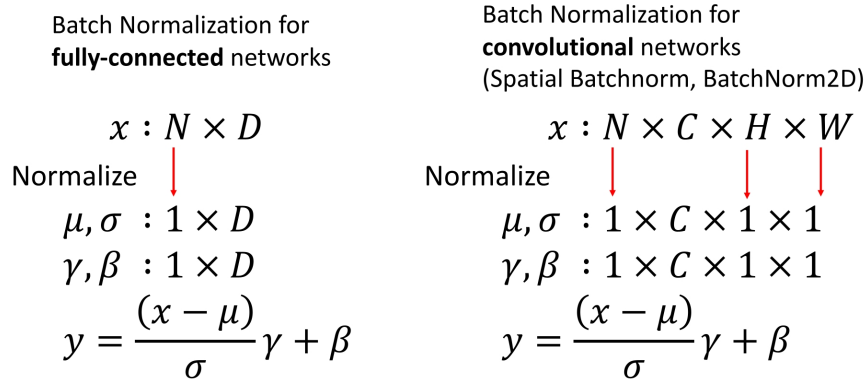 Batch Normalization for
fully-connected networks
x : N × D
Normalize
μ, σ : 1 × D
γ, β : 1 × D
y = (x − μ)/σ γ + β
Batch Normalization for
convolutional networks
(Spatial Batchnorm, BatchNorm2D)
x : N × C × H × W
Normalize
μ, σ : 1 × C × 1 × 1
γ, β : 1 × C × 1 × 1
y = (x − μ)/σ γ + β